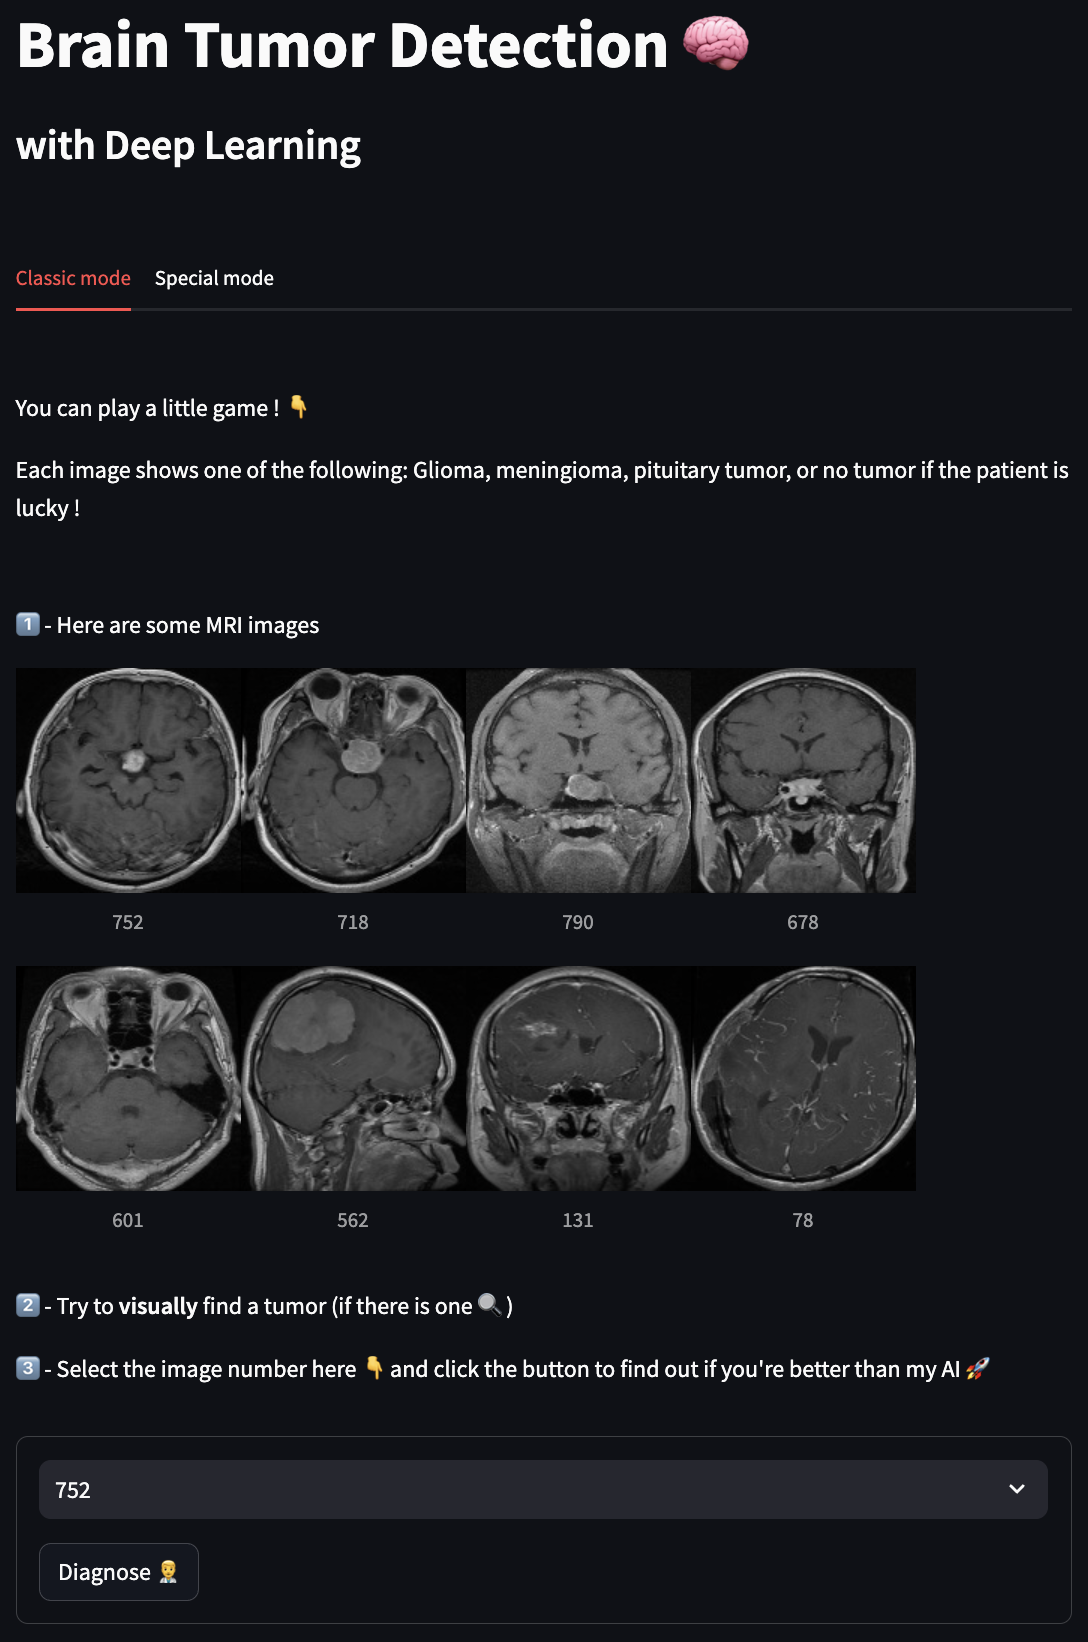 Brain Tumor Detection 🧠
with Deep Learning
Classic mode Special mode
You can play a little game ! 👇
Each image shows one of the following: Glioma, meningioma, pituitary tumor, or no tumor if the patient is
lucky !
1️⃣ - Here are some MRI images
752 718 790 678
601 562 131 78
2️⃣ - Try to visually find a tumor (if there is one 🔍 )
3️⃣ - Select the image number here 👇 and click the button to find out if you're better than my AI 🚀
752
Diagnose 👨‍⚕️